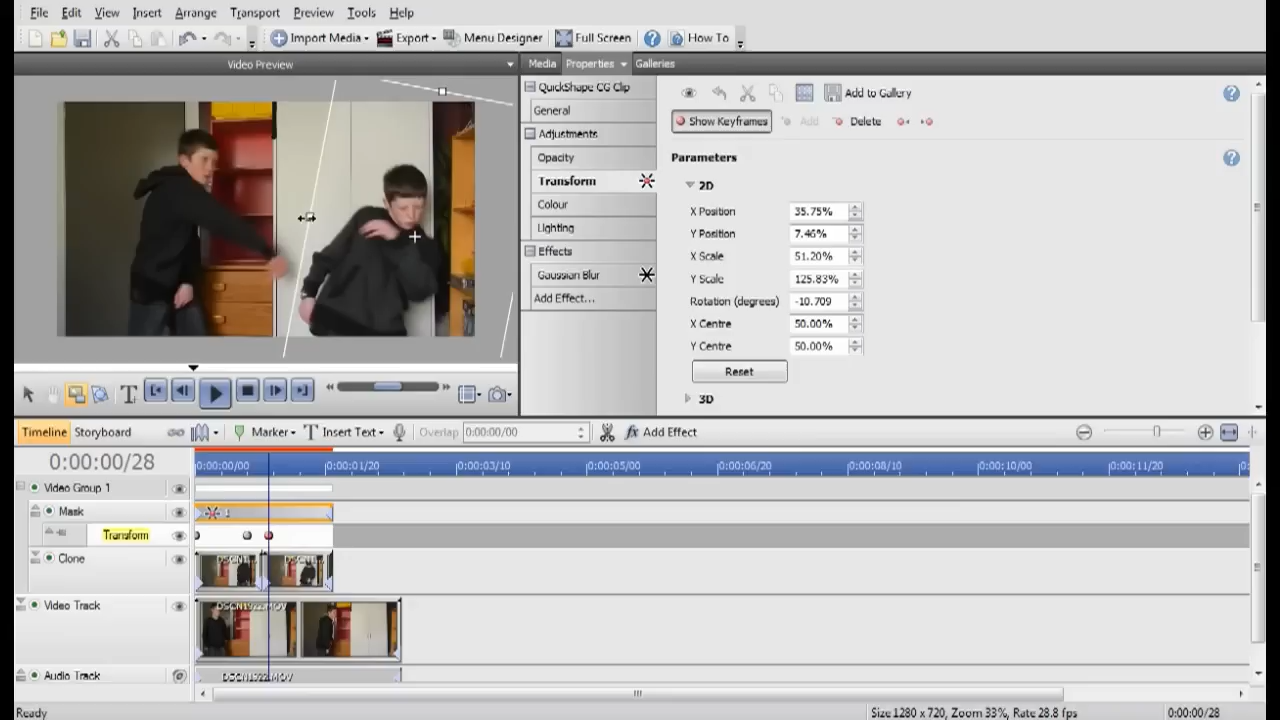 File Edit View Insert Arrange Transport Preview Tools Help
Import Media Export Menu Designer Full Screen How To
Video Preview
Media Properties Galleries
QuickShape CG Clip
General
Adjustments
Opacity
Transform
Colour
Lighting
Effects
Gaussian Blur
Add Effect...
Add to Gallery
Show Keyframes Add Delete
Parameters
2D
X Position 35.75%
Y Position 7.46%
X Scale 51.20%
Y Scale 125.83%
Rotation (degrees) -10.709
X Centre 50.00%
Y Centre 50.00%
Reset
3D
Timeline Storyboard Marker Insert Text Overlap 0:00:00/00 Add Effect
0:00:00/28 0:00:00/00 0:00:01/20 0:00:03/10 0:00:05/00 0:00:06/20 0:00:08/10 0:00:10/00 0:00:11/20
Video Group 1
Mask
Transform
Clone
Video Track DSCN1922.MOV
Audio Track DSCN1922.MOV
Ready Size 1280 x 720, Zoom 33%, Rate 28.8 fps 0:00:00/28